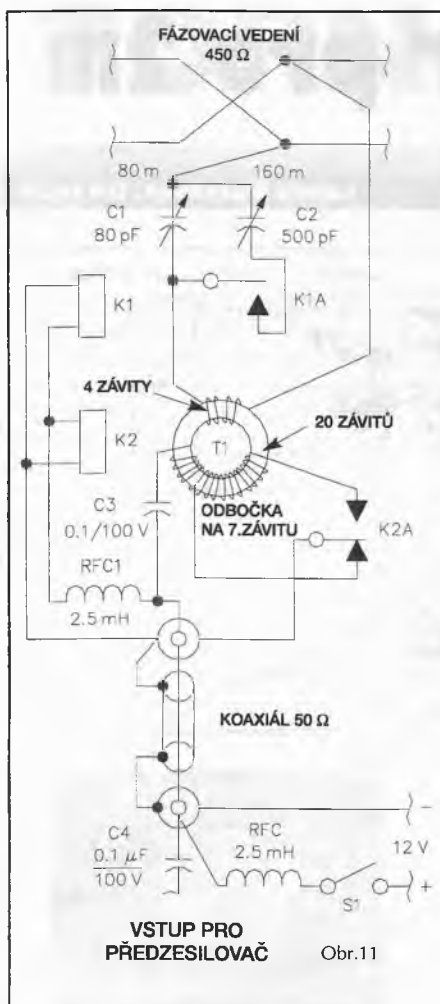 FÁZOVACÍ VEDENÍ
450 Ω
80 m
160 m
C1
80 pF
C2
500 pF
K1A
K1
4 ZÁVITY
20 ZÁVITŮ
T1
K2
ODBOČKA
NA 7.ZÁVITU
K2A
C3
0.1/100 V
RFC1
2.5 mH
KOAXIÁL 50 Ω
C4
0.1 μF
100 V
RFC
2.5 mH
12 V
−
+
S1
VSTUP PRO
PŘEDZESILOVAČ
Obr.11